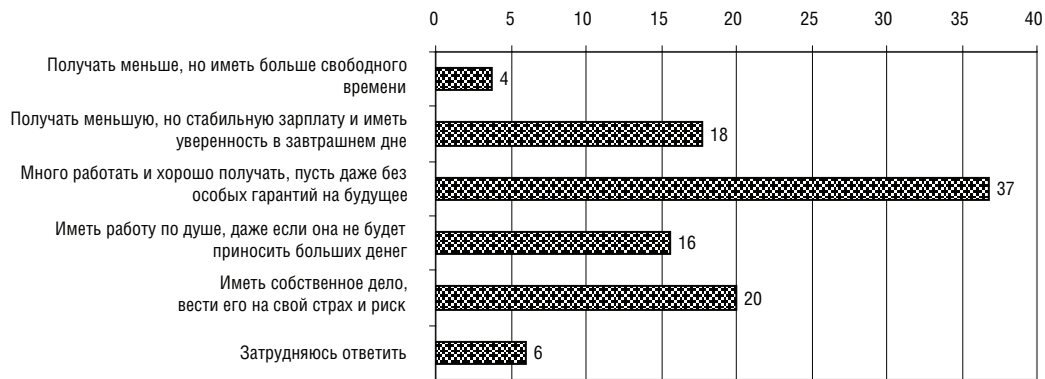 0 5 10 15 20 25 30 35 40
Получать меньше, но иметь больше свободного
времени
4
Получать меньшую, но стабильную зарплату и иметь
уверенность в завтрашнем дне
18
Много работать и хорошо получать, пусть даже без
особых гарантий на будущее
37
Иметь работу по душе, даже если она не будет
приносить больших денег
16
Иметь собственное дело,
вести его на свой страх и риск
20
Затрудняюсь ответить
6